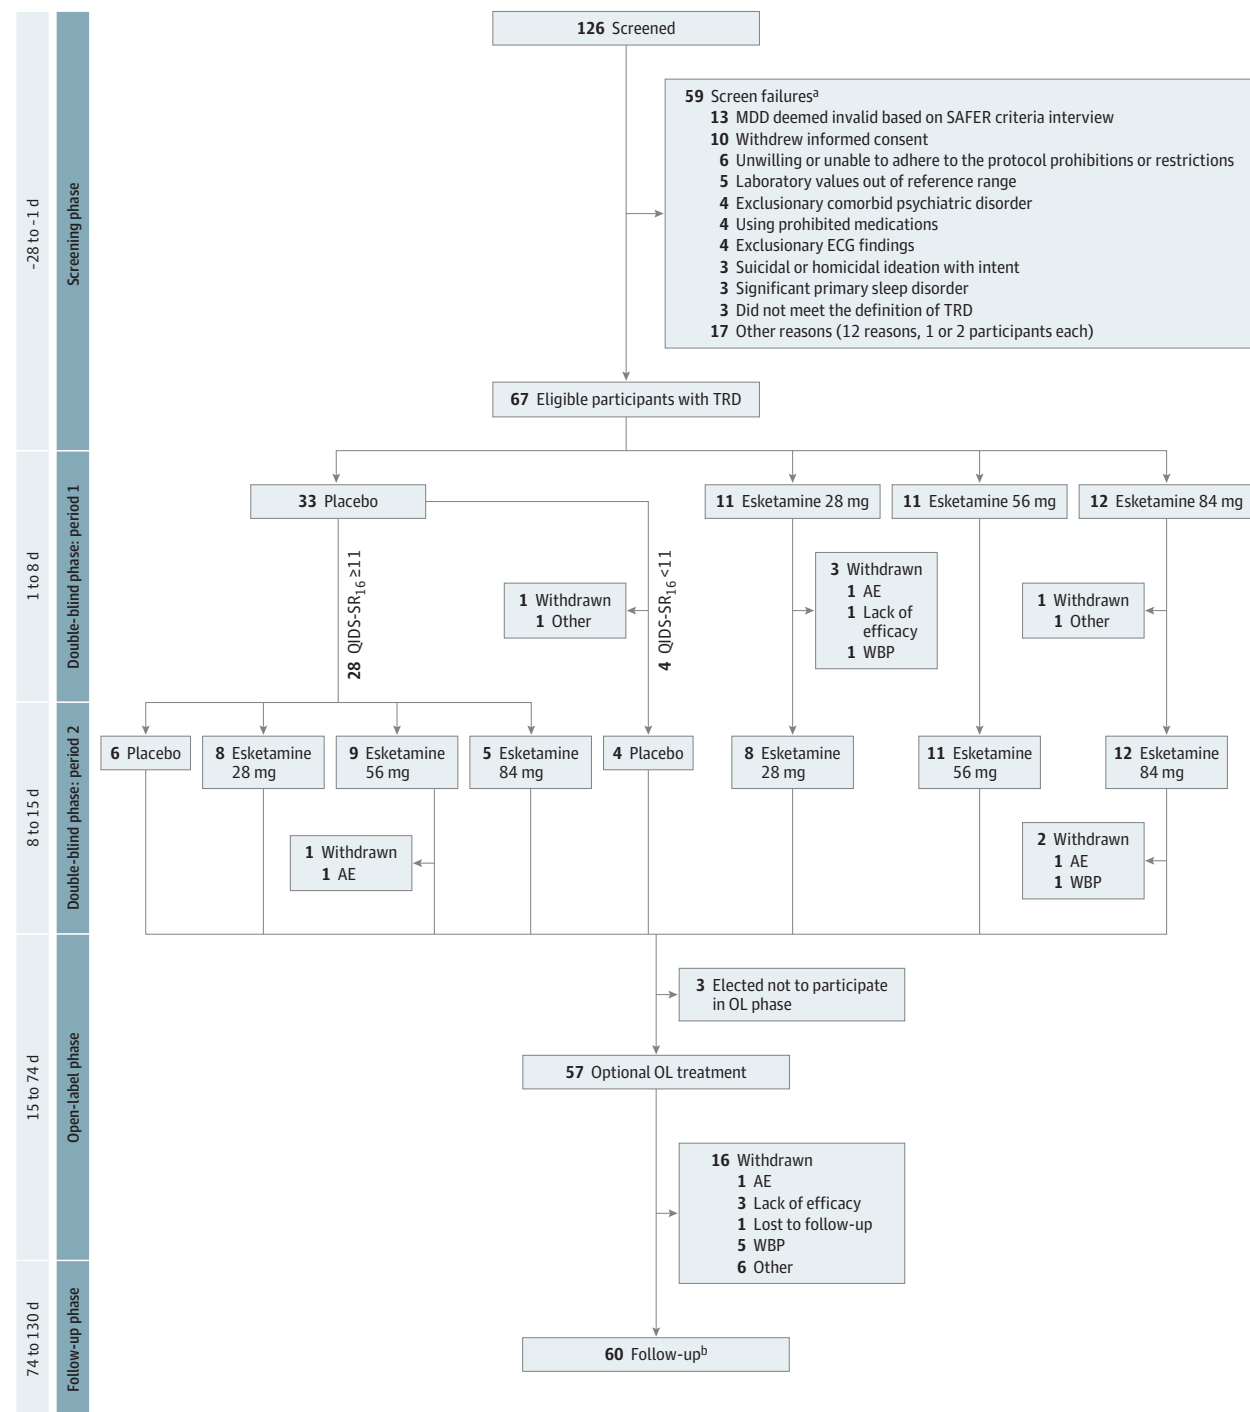 126 Screened
59 Screen failuresa
13 MDD deemed invalid based on SAFER criteria interview
10 Withdrew informed consent
6 Unwilling or unable to adhere to the protocol prohibitions or restrictions
5 Laboratory values out of reference range
4 Exclusionary comorbid psychiatric disorder
4 Using prohibited medications
4 Exclusionary ECG findings
3 Suicidal or homicidal ideation with intent
3 Significant primary sleep disorder
3 Did not meet the definition of TRD
17 Other reasons (12 reasons, 1 or 2 participants each)
-28 to -1 d
Screening phase
67 Eligible participants with TRD
1 to 8 d
Double-blind phase: period 1
33 Placebo
11 Esketamine 28 mg
11 Esketamine 56 mg
12 Esketamine 84 mg
28 QIDS-SR16 ≥11
1 Withdrawn
1 Other
4 QIDS-SR16 <11
3 Withdrawn
1 AE
1 Lack of
efficacy
1 WBP
1 Withdrawn
1 Other
8 to 15 d
Double-blind phase: period 2
6 Placebo
8 Esketamine
28 mg
9 Esketamine
56 mg
5 Esketamine
84 mg
4 Placebo
8 Esketamine
28 mg
11 Esketamine
56 mg
12 Esketamine
84 mg
1 Withdrawn
1 AE
2 Withdrawn
1 AE
1 WBP
15 to 74 d
Open-label phase
3 Elected not to participate
in OL phase
57 Optional OL treatment
16 Withdrawn
1 AE
3 Lack of efficacy
1 Lost to follow-up
5 WBP
6 Other
74 to 130 d
Follow-up phase
60 Follow-upb